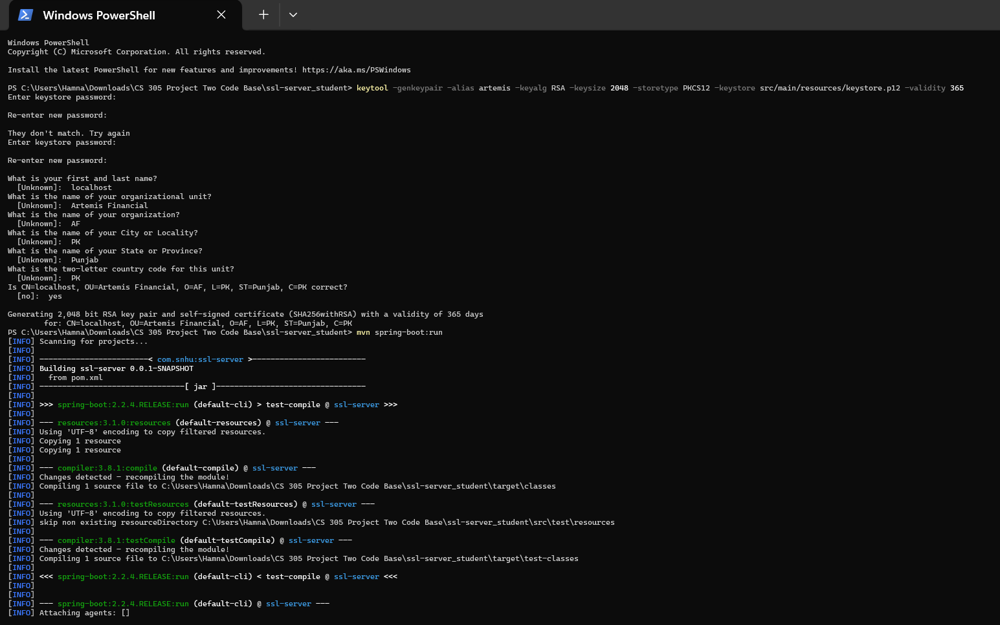 Windows PowerShell
Windows PowerShell
Copyright (C) Microsoft Corporation. All rights reserved.
Install the latest PowerShell for new features and improvements! https://aka.ms/PSWindows
PS C:\Users\Hamna\Downloads\CS 305 Project Two Code Base\ssl-server_student> keytool -genkeypair -alias artemis -keyalg RSA -keysize 2048 -storetype PKCS12 -keystore src/main/resources/keystore.p12 -validity 365
Enter keystore password:
Re-enter new password:
They don't match. Try again
Enter keystore password:
Re-enter new password:
What is your first and last name?
[Unknown]: localhost
What is the name of your organizational unit?
[Unknown]: Artemis Financial
What is the name of your organization?
[Unknown]: AF
What is the name of your City or Locality?
[Unknown]: PK
What is the name of your State or Province?
[Unknown]: Punjab
What is the two-letter country code for this unit?
[Unknown]: PK
Is CN=localhost, OU=Artemis Financial, O=AF, L=PK, ST=Punjab, C=PK correct?
[no]: yes
Generating 2,048 bit RSA key pair and self-signed certificate (SHA256withRSA) with a validity of 365 days
for: CN=localhost, OU=Artemis Financial, O=AF, L=PK, ST=Punjab, C=PK
PS C:\Users\Hamna\Downloads\CS 305 Project Two Code Base\ssl-server_student> mvn spring-boot:run
[INFO] Scanning for projects...
[INFO]
[INFO] ------------------------< com.snhu:ssl-server >-------------------------
[INFO] Building ssl-server 0.0.1-SNAPSHOT
[INFO]   from pom.xml
[INFO] --------------------------------[ jar ]---------------------------------
[INFO]
[INFO] >>> spring-boot:2.2.4.RELEASE:run (default-cli) > test-compile @ ssl-server >>>
[INFO]
[INFO] --- resources:3.1.0:resources (default-resources) @ ssl-server ---
[INFO] Using 'UTF-8' encoding to copy filtered resources.
[INFO] Copying 1 resource
[INFO] Copying 1 resource
[INFO]
[INFO] --- compiler:3.8.1:compile (default-compile) @ ssl-server ---
[INFO] Changes detected - recompiling the module!
[INFO] Compiling 1 source file to C:\Users\Hamna\Downloads\CS 305 Project Two Code Base\ssl-server_student\target\classes
[INFO]
[INFO] --- resources:3.1.0:testResources (default-testResources) @ ssl-server ---
[INFO] Using 'UTF-8' encoding to copy filtered resources.
[INFO] skip non existing resourceDirectory C:\Users\Hamna\Downloads\CS 305 Project Two Code Base\ssl-server_student\src\test\resources
[INFO]
[INFO] --- compiler:3.8.1:testCompile (default-testCompile) @ ssl-server ---
[INFO] Changes detected - recompiling the module!
[INFO] Compiling 1 source file to C:\Users\Hamna\Downloads\CS 305 Project Two Code Base\ssl-server_student\target\test-classes
[INFO]
[INFO] <<< spring-boot:2.2.4.RELEASE:run (default-cli) < test-compile @ ssl-server <<<
[INFO]
[INFO]
[INFO] --- spring-boot:2.2.4.RELEASE:run (default-cli) @ ssl-server ---
[INFO] Attaching agents: []